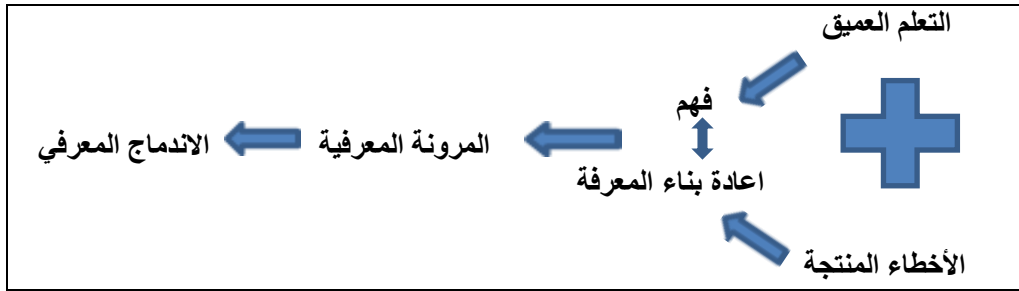 التعلم العميق
فهم
اعادة بناء المعرفة
المرونة المعرفية
الاندماج المعرفي
الأخطاء المنتجة